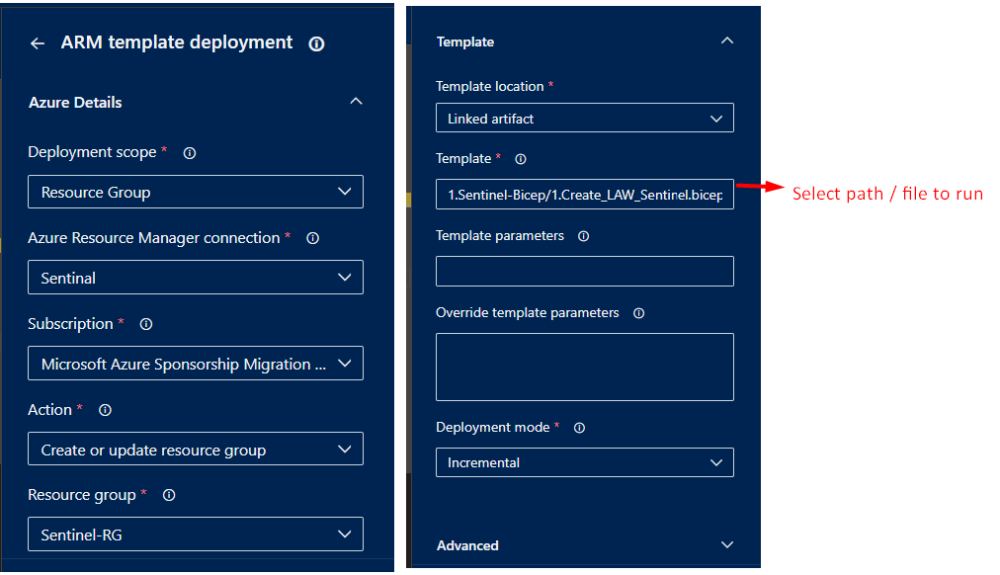 ARM template deployment
Azure Details
Deployment scope *
Resource Group
Azure Resource Manager connection *
Sentinal
Subscription *
Microsoft Azure Sponsorship Migration ...
Action *
Create or update resource group
Resource group *
Sentinel-RG
Template
Template location *
Linked artifact
Template *
1.Sentinel-Bicep/1.Create_LAW_Sentinel.bicep
Select path / file to run
Template parameters
Override template parameters
Deployment mode *
Incremental
Advanced